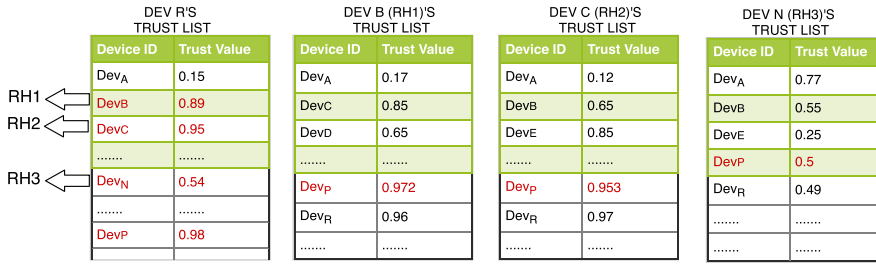 DEV R'S
TRUST LIST
Device ID Trust Value
DevA 0.15
RH1 DevB 0.89
RH2 DevC 0.95
....... .......
RH3 DevN 0.54
....... .......
DevP 0.98
DEV B (RH1)'S
TRUST LIST
Device ID Trust Value
DevA 0.17
DevC 0.85
DevD 0.65
....... .......
DevP 0.972
DevR 0.96
....... .......
DEV C (RH2)'S
TRUST LIST
Device ID Trust Value
DevA 0.12
DevB 0.65
DevE 0.85
....... .......
DevP 0.953
DevR 0.97
....... .......
DEV N (RH3)'S
TRUST LIST
Device ID Trust Value
DevA 0.77
DevB 0.55
DevE 0.25
DevP 0.5
DevR 0.49
....... .......
....... .......